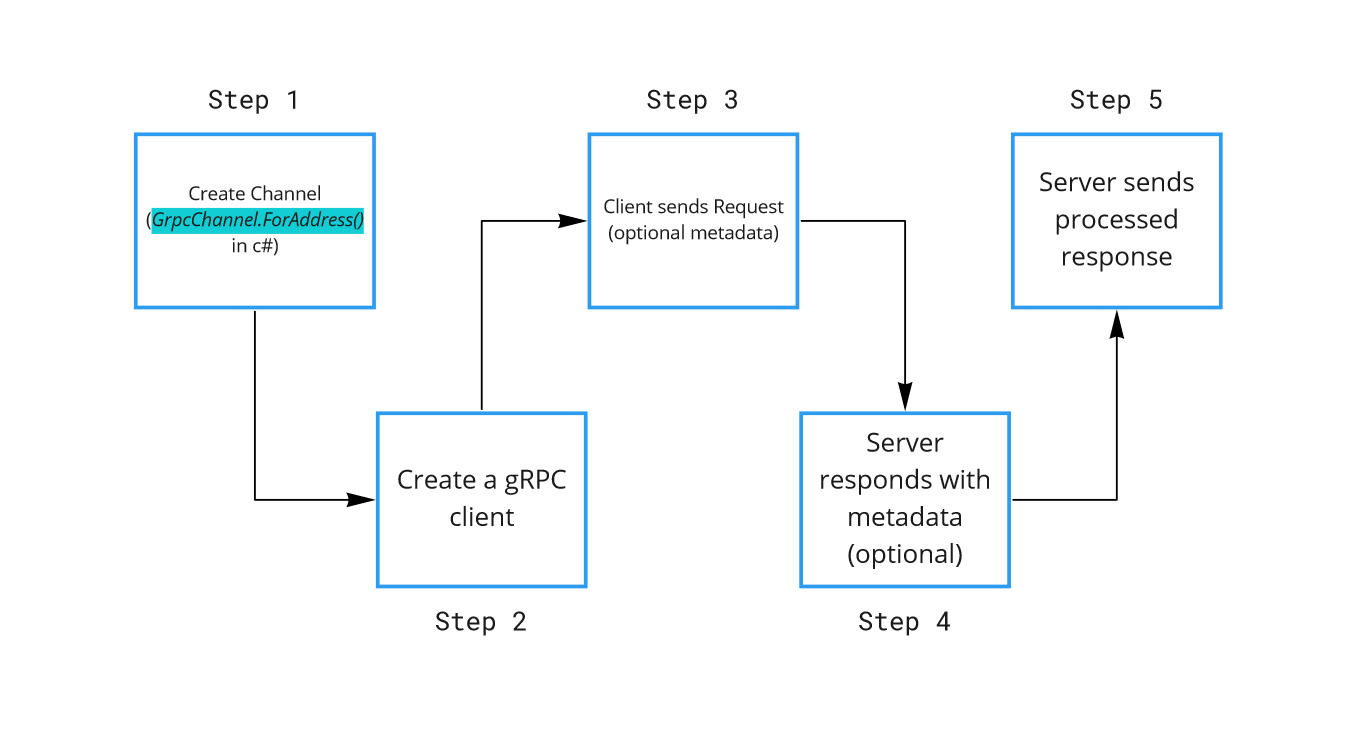 Step 1
Create Channel
(GrpcChannel.ForAddress()
in c#)
Create a gRPC
client
Step 2
Step 3
Client sends Request
(optional metadata)
Server
responds with
metadata
(optional)
Step 4
Step 5
Server sends
processed
response